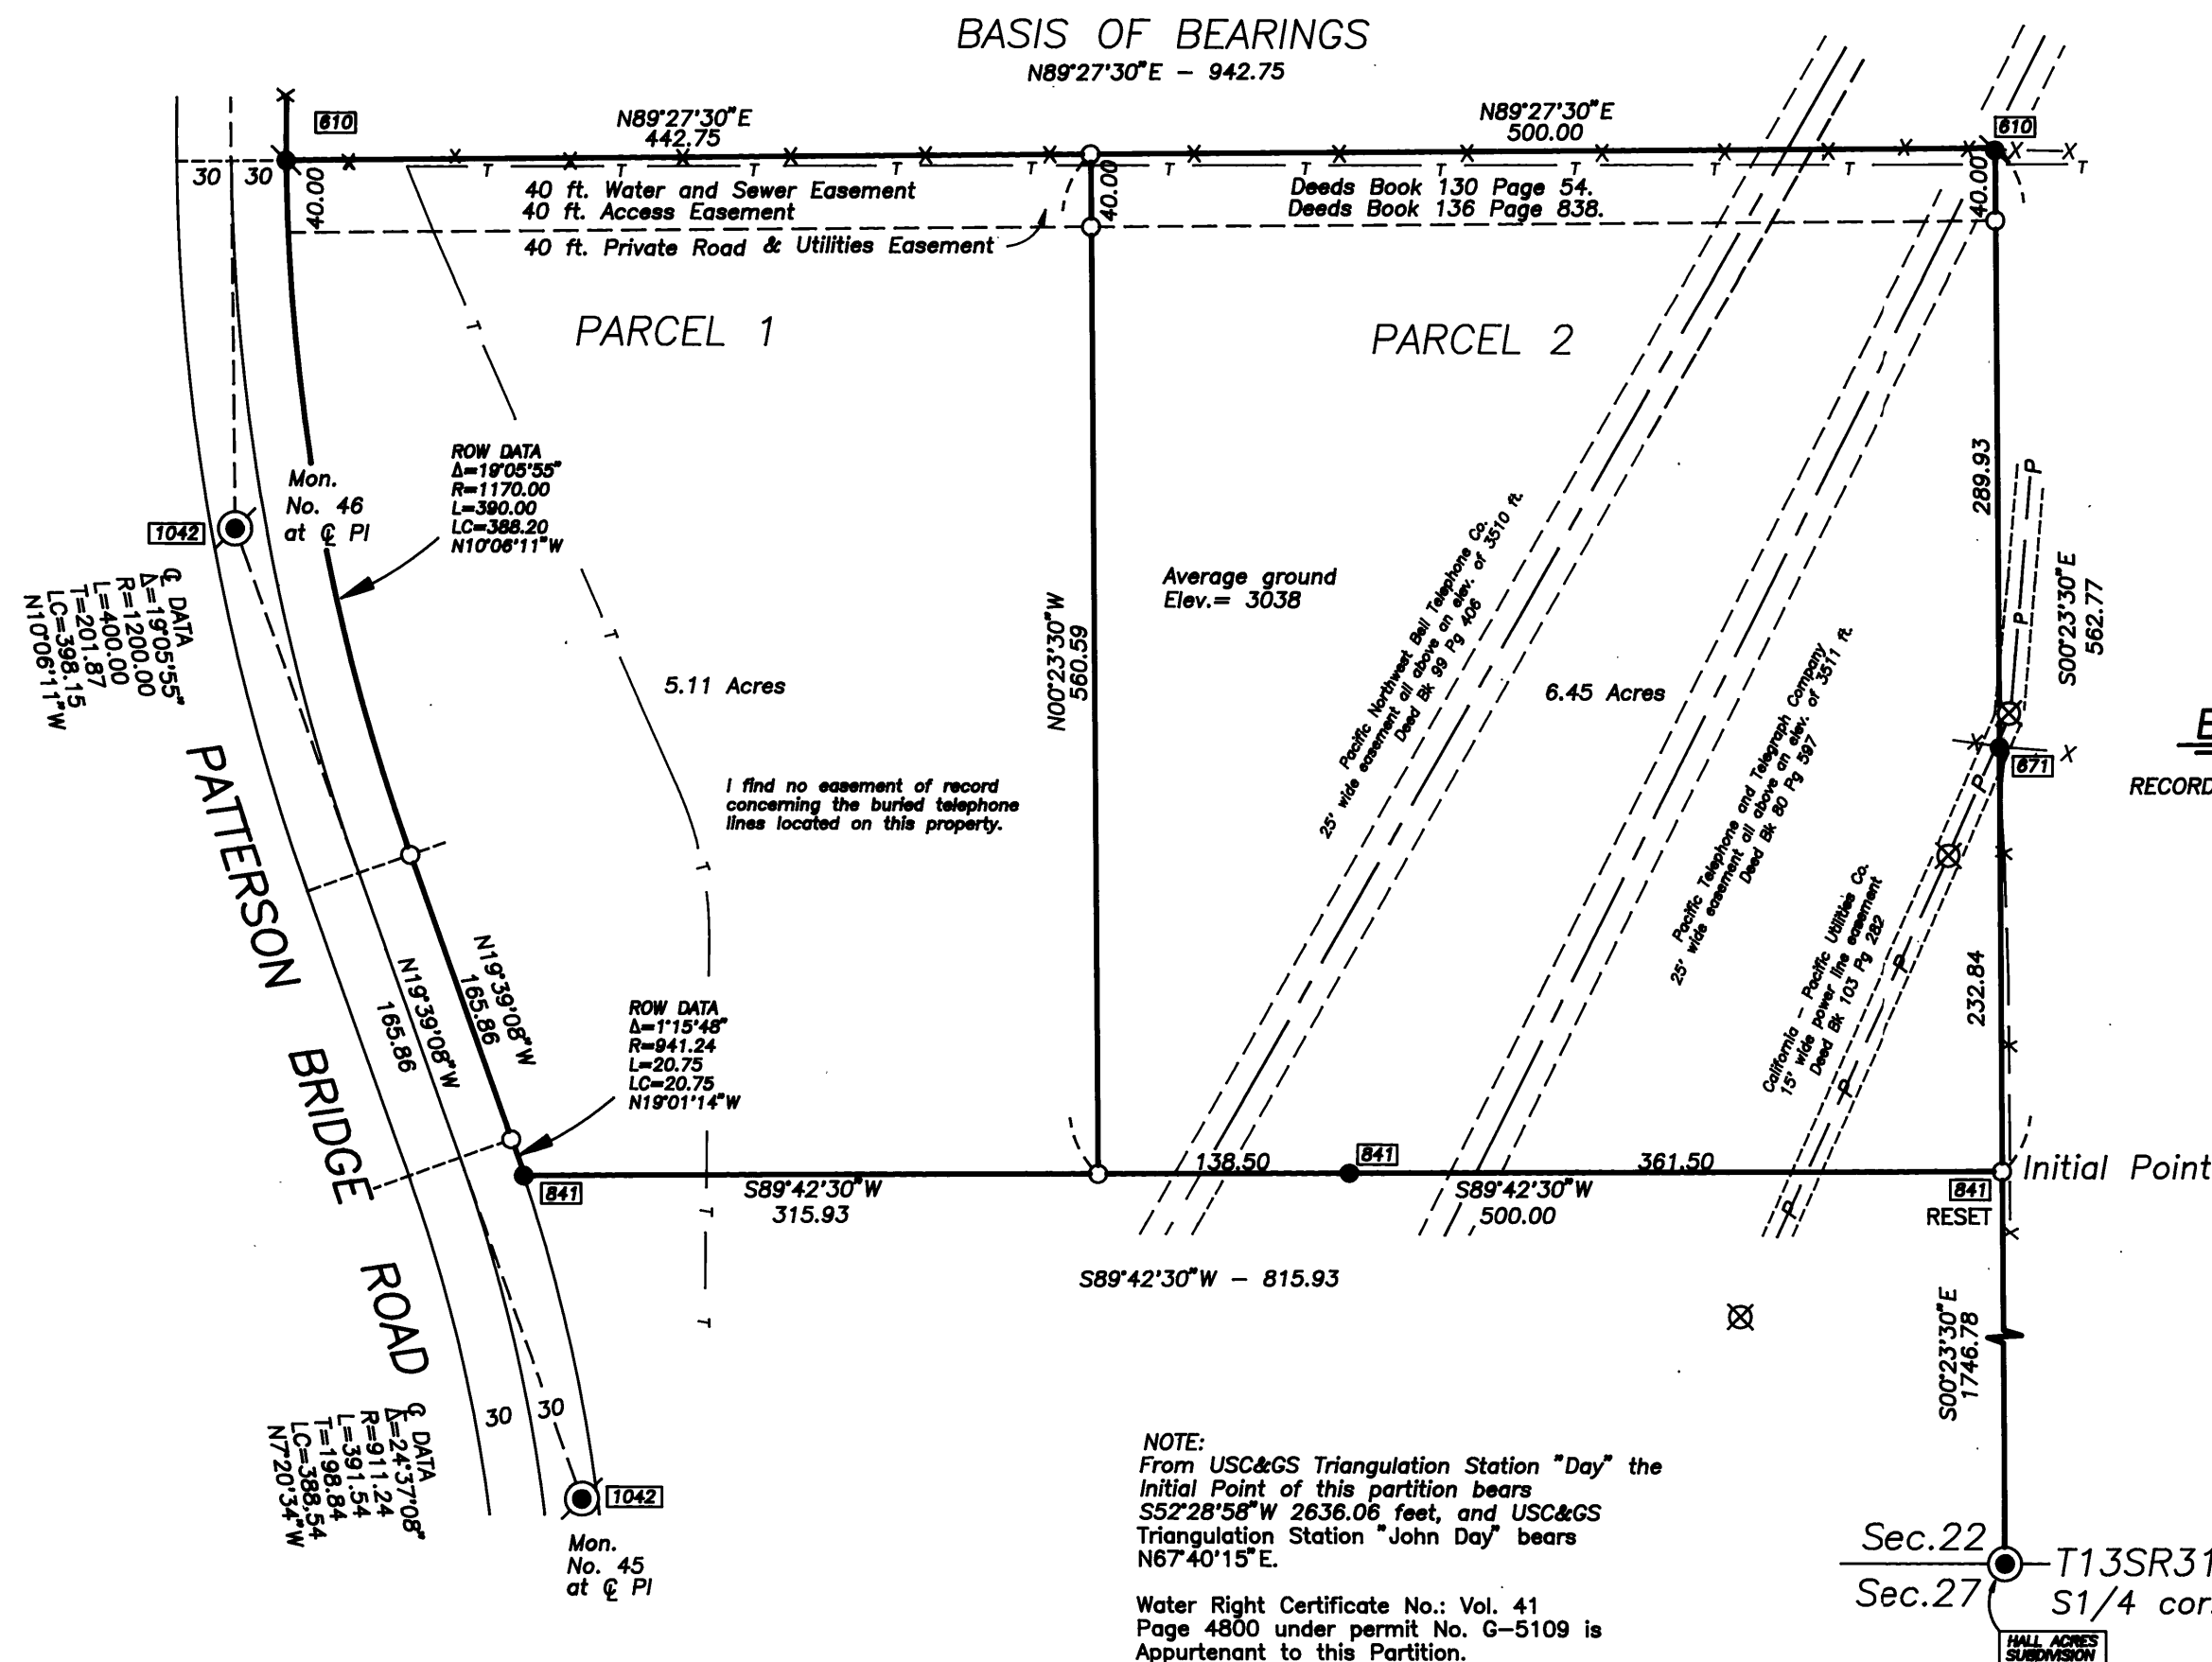 BASIS OF BEARINGS
N89°27'30"E - 942.75
610
N89°27'30"E
442.75
N89°27'30"E
500.00
610
30 30
40.00
40 ft. Water and Sewer Easement
40 ft. Access Easement
40 ft. Private Road & Utilities Easement
40.00
Deeds Book 130 Page 54.
Deeds Book 136 Page 838.
40.00
PARCEL 1
PARCEL 2
ROW DATA
Δ=19°05'55"
R=1170.00
L=390.00
LC=388.20
N10°06'11"W
Mon.
No. 46
at ℄ PI
1042
℄ DATA
Δ=19°05'55"
R=1200.00
L=400.00
T=201.87
LC=398.15
N10°06'11"W
Average ground
Elev.= 3038
N00°23'30"W
560.59
Pacific Northwest Bell Telephone Co.
25' wide easement all above an elev. of 3510 ft.
Deed Bk 99 Pg 406
289.93
S00°23'30"E
562.77
5.11 Acres
6.45 Acres
Pacific Telephone and Telegraph Company
25' wide easement all above an elev. of 3511 ft.
Deed Bk 80 Pg 597
671
RECORD
I find no easement of record
concerning the buried telephone
lines located on this property.
PATTERSON BRIDGE ROAD
N19°39'08"W
165.86
N19°39'08"W
165.86
California - Pacific Utilities Co.
15' wide power line easement
Deed Bk 103 Pg 282
232.84
ROW DATA
Δ=1°15'48"
R=941.24
L=20.75
LC=20.75
N19°01'14"W
841
S89°42'30"W
315.93
138.50
841
361.50
S89°42'30"W
500.00
Initial Point
841
RESET
S89°42'30"W - 815.93
S00°23'30"E
1746.78
30 30
℄ DATA
Δ=24°37'08"
R=911.24
L=391.54
T=198.84
LC=388.54
N7°20'34"W
1042
Mon.
No. 45
at ℄ PI
NOTE:
From USC&GS Triangulation Station "Day" the
Initial Point of this partition bears
S52°28'58"W 2636.06 feet, and USC&GS
Triangulation Station "John Day" bears
N67°40'15"E.
Water Right Certificate No.: Vol. 41
Page 4800 under permit No. G-5109 is
Appurtenant to this Partition.
Sec.22
Sec.27
T13SR31
S1/4 cor.
HALL ACRES
SUBDIVISION